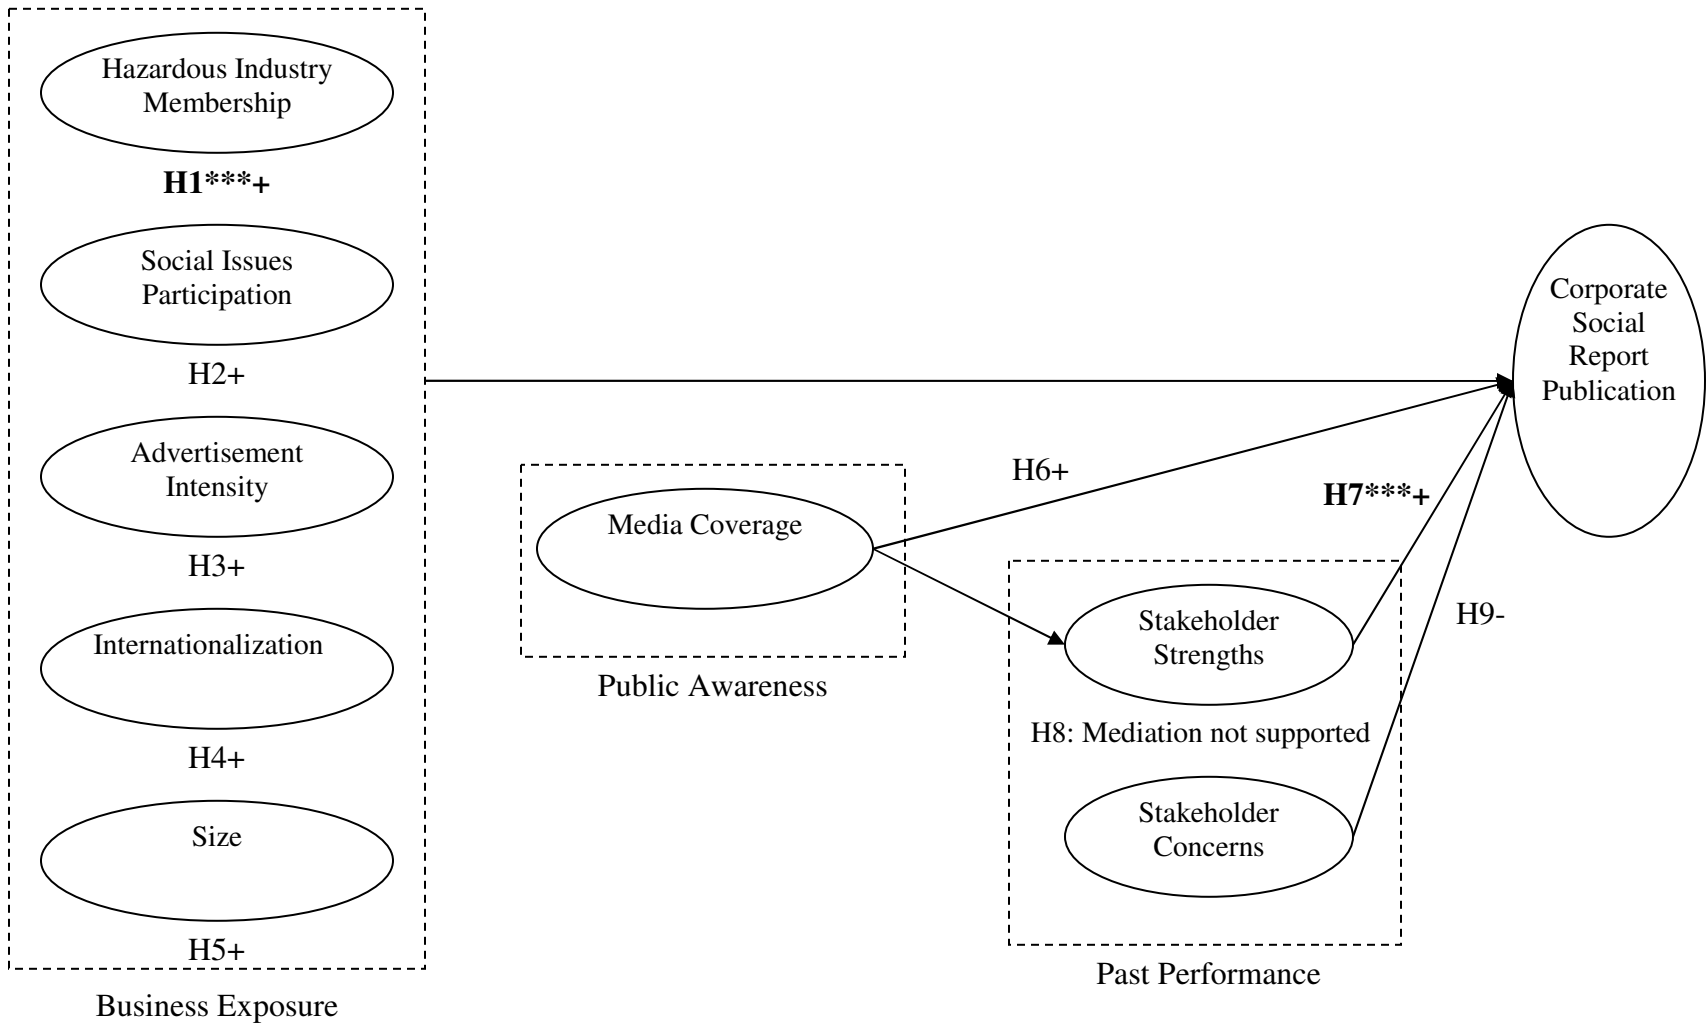 Hazardous Industry
Membership
H1***+
Social Issues
Participation
H2+
Advertisement
Intensity
H3+
Internationalization
H4+
Size
H5+
Business Exposure
Media Coverage
Public Awareness
H6+
H7***+
Stakeholder
Strengths
H8: Mediation not supported
Stakeholder
Concerns
H9-
Past Performance
Corporate
Social
Report
Publication